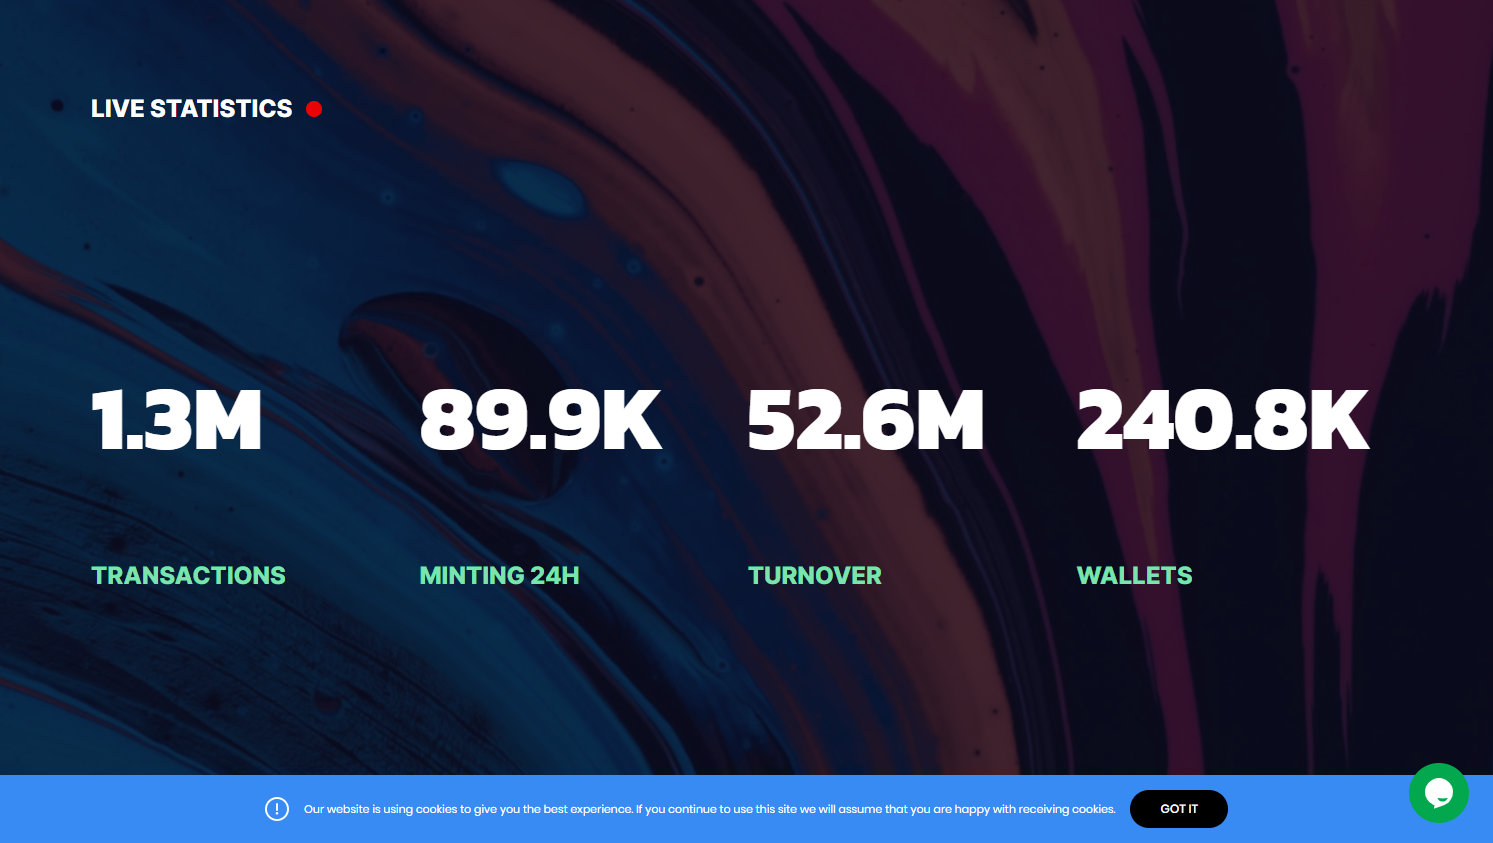 LIVE STATISTICS
1.3M
89.9K
52.6M
240.8K
TRANSACTIONS
MINTING 24H
TURNOVER
WALLETS
Our website is using cookies to give you the best experience. If you continue to use this site we will assume that you are happy with receiving cookies.
GOT IT